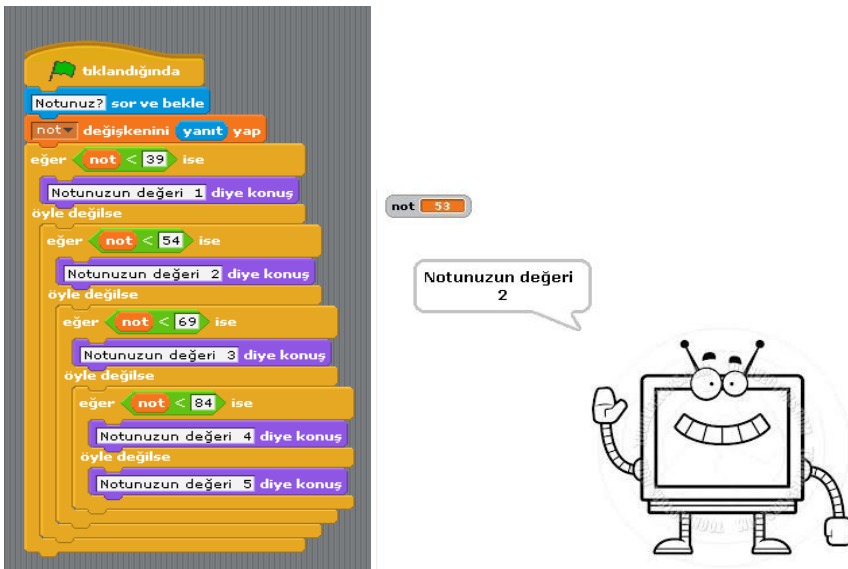 tıklandığında
Notunuz? sor ve bekle
not değişkenini yanıt yap
eğer not < 39 ise
Notunuzun değeri 1 diye konuş
öyle değilse
eğer not < 54 ise
Notunuzun değeri 2 diye konuş
öyle değilse
eğer not < 69 ise
Notunuzun değeri 3 diye konuş
öyle değilse
eğer not < 84 ise
Notunuzun değeri 4 diye konuş
öyle değilse
Notunuzun değeri 5 diye konuş
not 53
Notunuzun değeri
2